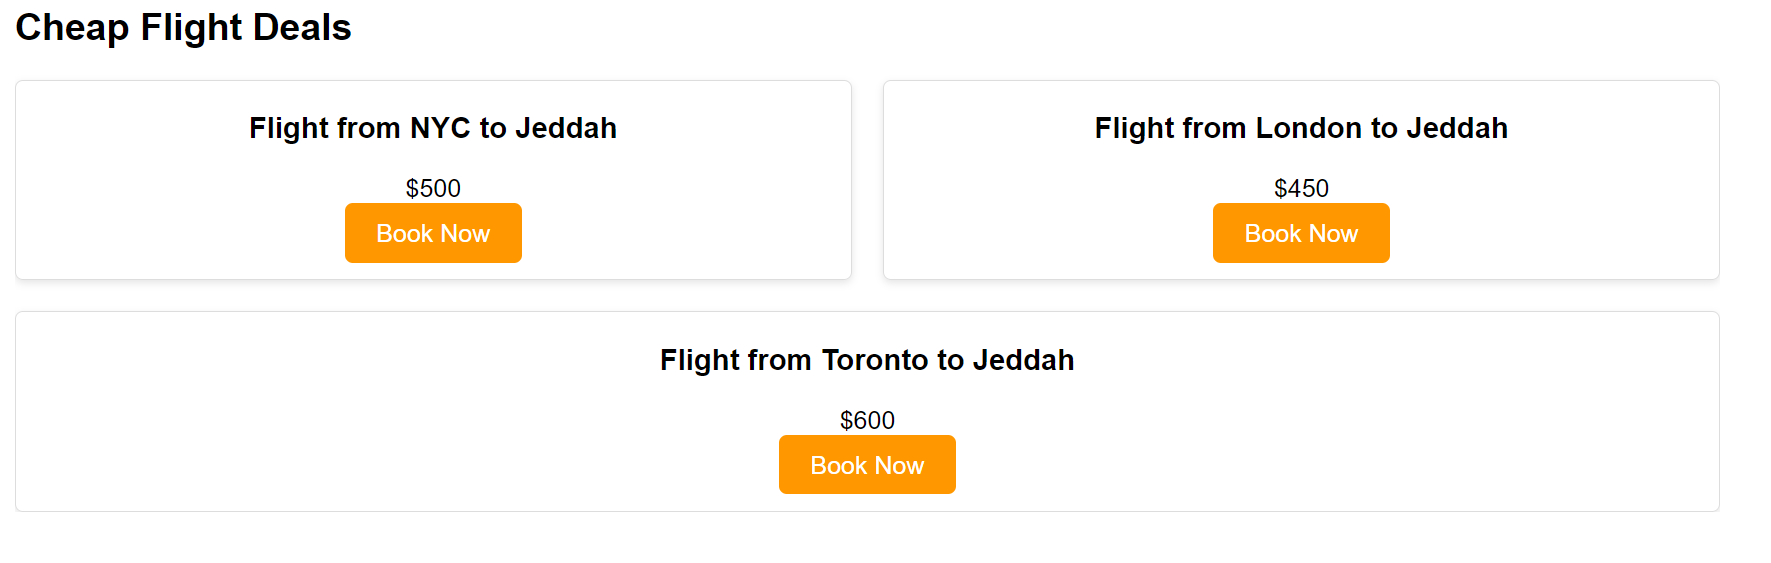 Cheap Flight Deals
Flight from NYC to Jeddah
$500
Book Now
Flight from London to Jeddah
$450
Book Now
Flight from Toronto to Jeddah
$600
Book Now